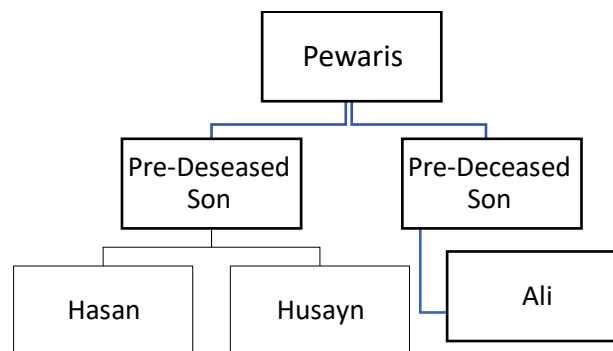 Pewaris
Pre-Deseased
Son
Pre-Deceased
Son
Hasan
Husayn
Ali